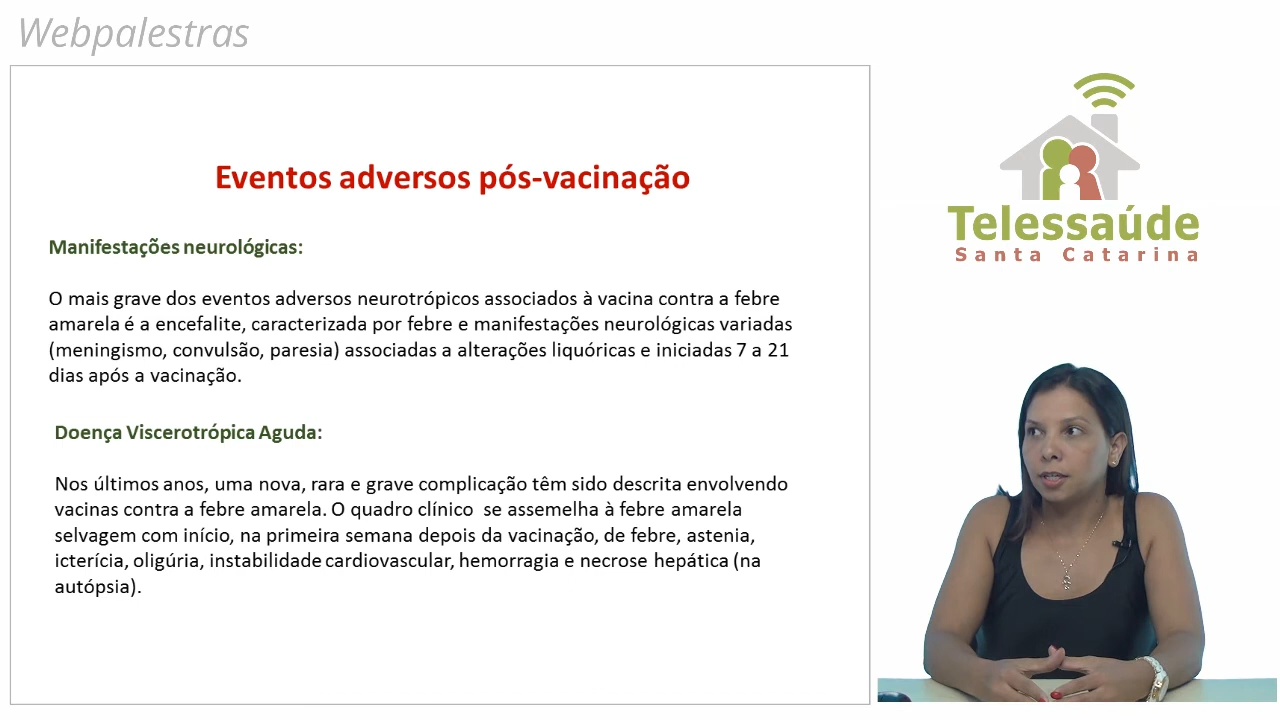 Webpalestras
Eventos adversos pós-vacinação
Manifestações neurológicas:
O mais grave dos eventos adversos neurotrópicos associados à vacina contra a febre
amarela é a encefalite, caracterizada por febre e manifestações neurológicas variadas
(meningismo, convulsão, paresia) associadas a alterações liquóricas e iniciadas 7 a 21
dias após a vacinação.
Doença Viscerotrópica Aguda:
Nos últimos anos, uma nova, rara e grave complicação têm sido descrita envolvendo
vacinas contra a febre amarela. O quadro clínico se assemelha à febre amarela
selvagem com início, na primeira semana depois da vacinação, de febre, astenia,
icterícia, oligúria, instabilidade cardiovascular, hemorragia e necrose hepática (na
autópsia).
Telessaúde
Santa Catarina